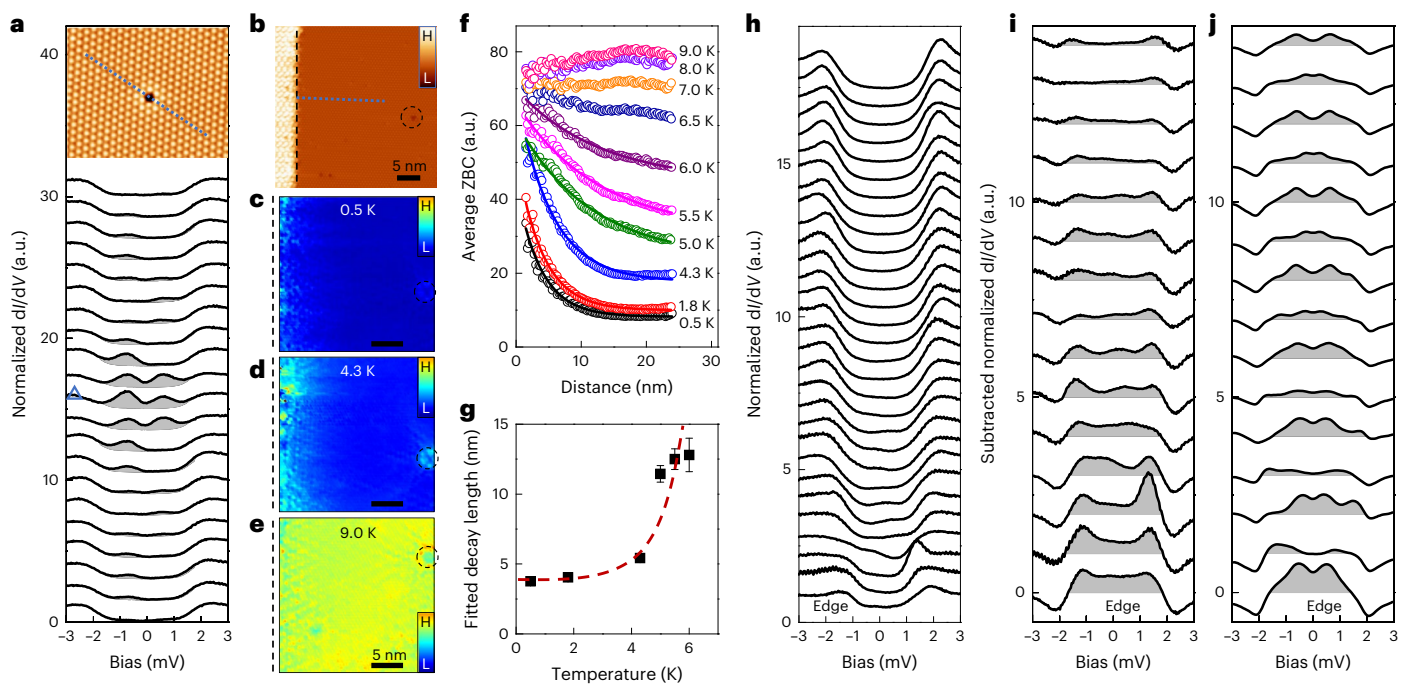 a
40
30
20
10
0
Normalized dI/dV (a.u.)
−3 −2 −1 0 1 2 3
Bias (mV)
b
H
L
5 nm
c
0.5 K
H
L
d
4.3 K
H
L
e
9.0 K
H
L
5 nm
f
80
60
40
20
0
Average ZBC (a.u.)
9.0 K
8.0 K
7.0 K
6.5 K
6.0 K
5.5 K
5.0 K
4.3 K
1.8 K
0.5 K
0 10 20 30
Distance (nm)
g
15
10
5
0
Fitted decay length (nm)
0 2 4 6
Temperature (K)
h
15
10
5
0
Normalized dI/dV (a.u.)
Edge
−3 −2 −1 0 1 2 3
Bias (mV)
i
10
5
0
Subtracted normalized dI/dV (a.u.)
Edge
−3 −2 −1 0 1 2 3
Bias (mV)
j
10
5
0
Edge
−3 −2 −1 0 1 2 3
Bias (mV)